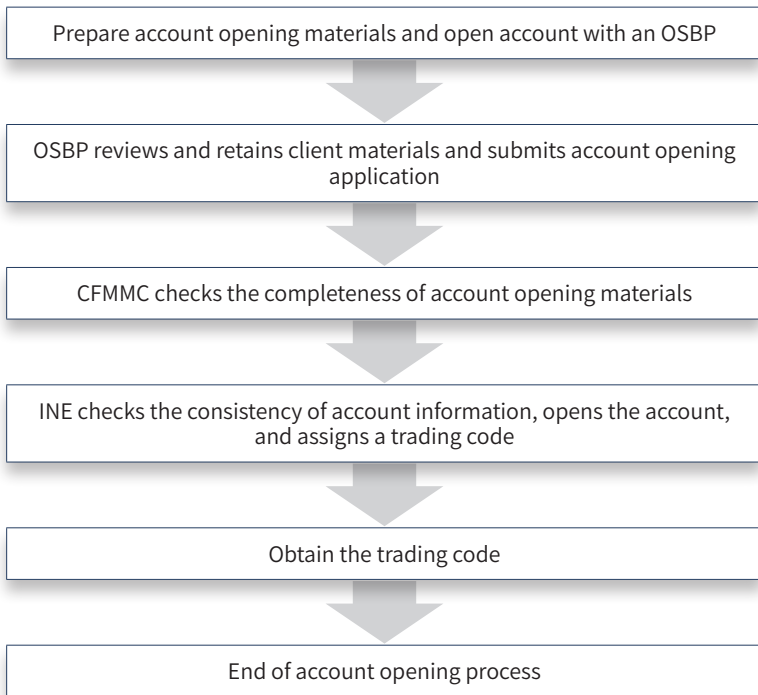 Prepare account opening materials and open account with an OSBP
OSBP reviews and retains client materials and submits account opening
application
CFMMC checks the completeness of account opening materials
INE checks the consistency of account information, opens the account,
and assigns a trading code
Obtain the trading code
End of account opening process